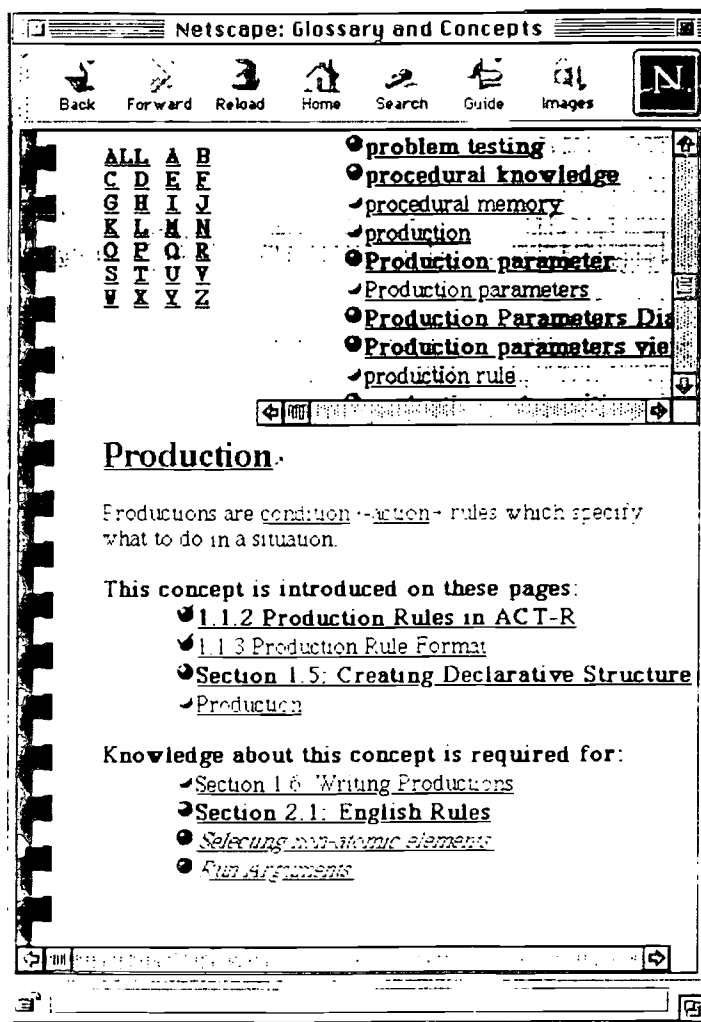 Netscape: Glossary and Concepts
Back Forward Reload Home Search Guide Images N
ALL A B
C D E F
G H I J
K L M N
O P Q R
S T U V
W X Y Z
problem testing
procedural knowledge
procedural memory
production
Production parameter
Production parameters
Production Parameters Dia
Production parameters vie
production rule
Production
Productions are condition -action- rules which specify
what to do in a situation.
This concept is introduced on these pages:
1.1.2 Production Rules in ACT-R
1.1.3 Production Rule Format
Section 1.5: Creating Declarative Structure
Production
Knowledge about this concept is required for:
Section 1.6: Writing Productions
Section 2.1: English Rules
Selecting non-atomic elements
Run Arguments